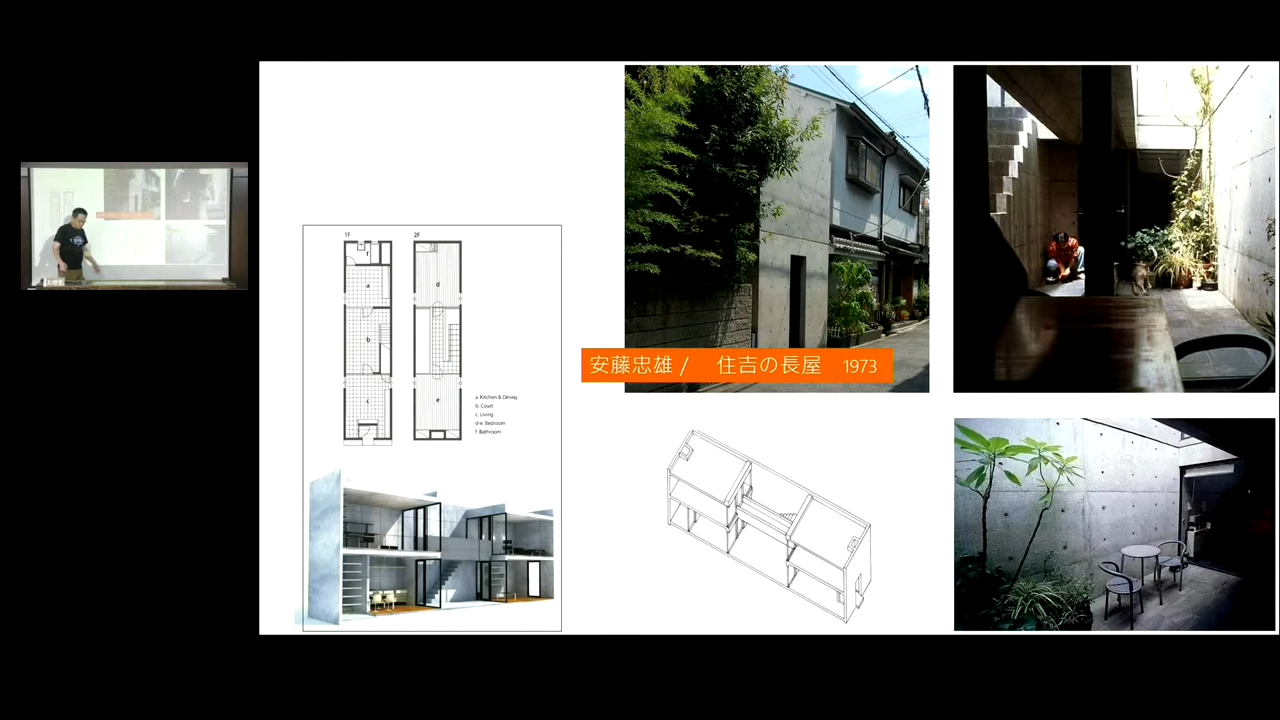 1F
2F
f
a
d
b
c
e
a. Kitchen & Dining
b. Court
c. Living
d-e. Bedroom
f. Bathroom
安藤忠雄 / 住吉の長屋 1973